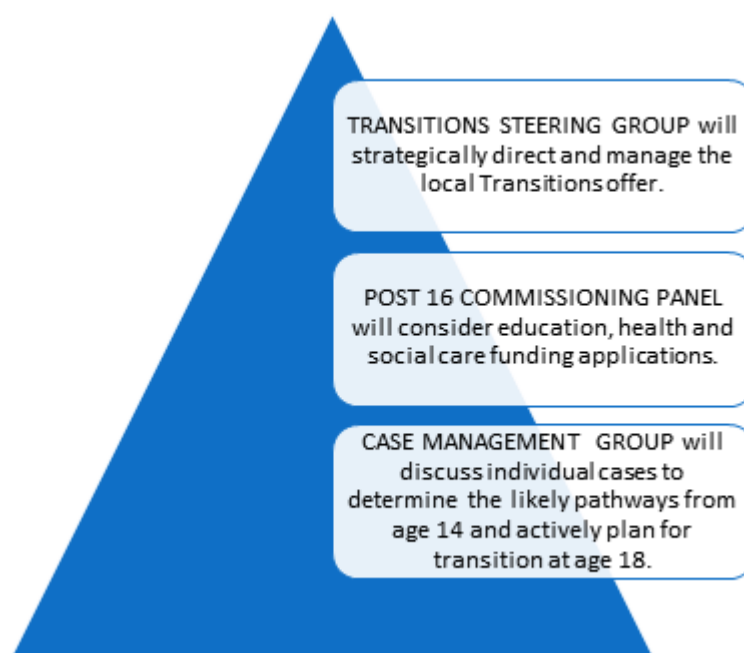 TRANSITIONS STEERING GROUP will
strategically direct and manage the
local Transitions offer.
POST 16 COMMISSIONING PANEL
will consider education, health and
social care funding applications.
CASE MANAGEMENT GROUP will
discuss individual cases to
determine the likely pathways from
age 14 and actively plan for
transition at age 18.